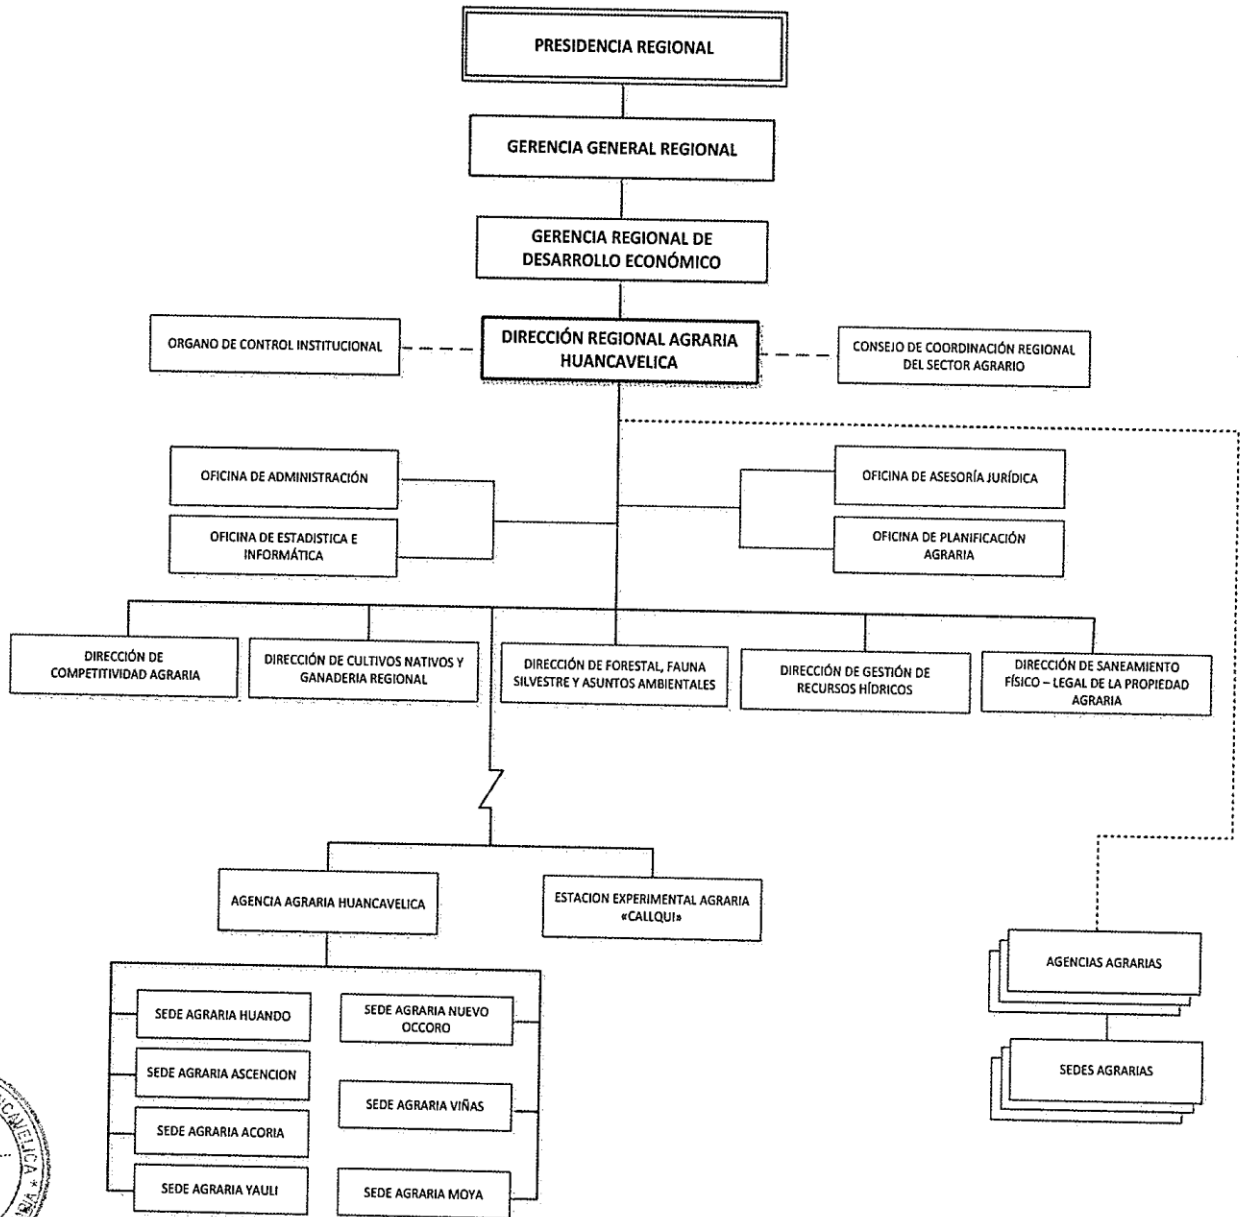 PRESIDENCIA REGIONAL
GERENCIA GENERAL REGIONAL
GERENCIA REGIONAL DE
DESARROLLO ECONÓMICO
ORGANO DE CONTROL INSTITUCIONAL
DIRECCIÓN REGIONAL AGRARIA
HUANCAVELICA
CONSEJO DE COORDINACIÓN REGIONAL
DEL SECTOR AGRARIO
OFICINA DE ADMINISTRACIÓN
OFICINA DE ASESORÍA JURÍDICA
OFICINA DE ESTADISTICA E
INFORMÁTICA
OFICINA DE PLANIFICACIÓN
AGRARIA
DIRECCIÓN DE
COMPETITIVIDAD AGRARIA
DIRECCIÓN DE CULTIVOS NATIVOS Y
GANADERIA REGIONAL
DIRECCIÓN DE FORESTAL, FAUNA
SILVESTRE Y ASUNTOS AMBIENTALES
DIRECCIÓN DE GESTIÓN DE
RECURSOS HÍDRICOS
DIRECCIÓN DE SANEAMIENTO
FÍSICO – LEGAL DE LA PROPIEDAD
AGRARIA
AGENCIA AGRARIA HUANCAVELICA
ESTACION EXPERIMENTAL AGRARIA
«CALLQUI»
AGENCIAS AGRARIAS
SEDES AGRARIAS
SEDE AGRARIA HUANDO
SEDE AGRARIA ASCENCION
SEDE AGRARIA ACORIA
SEDE AGRARIA YAULI
SEDE AGRARIA NUEVO
OCCORO
SEDE AGRARIA VIÑAS
SEDE AGRARIA MOYA